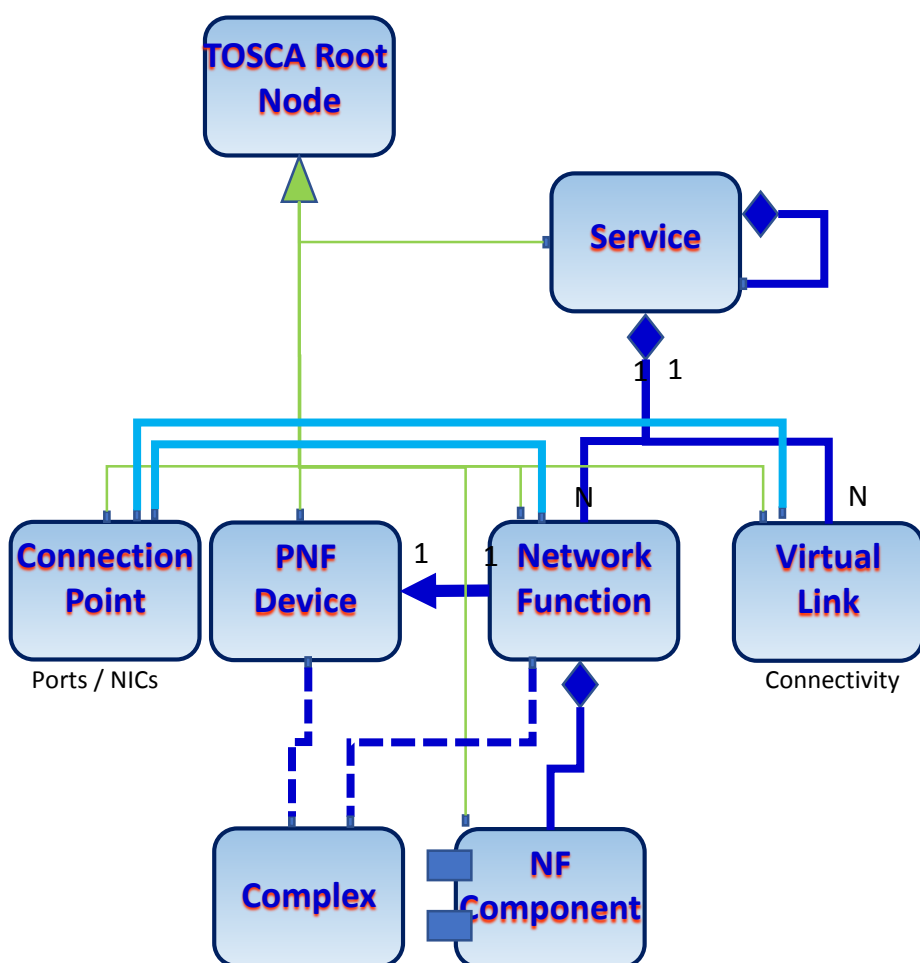 TOSCA Root
Node
Service
1
1
N
N
Connection
Point
PNF
Device
1
1
Network
Function
Virtual
Link
Ports / NICs
Connectivity
Complex
NF
Component